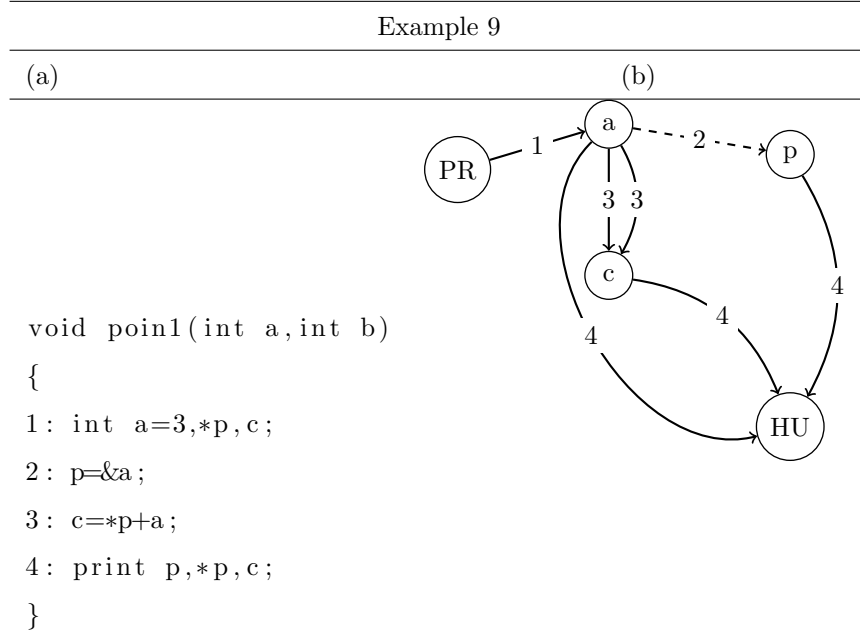 Example 9
(a) (b)
a
1 2
PR p
3 3
c
4
4
4
HU
void poin1(int a,int b)
{
1: int a=3,*p,c;
2: p=&a;
3: c=*p+a;
4: print p,*p,c;
}